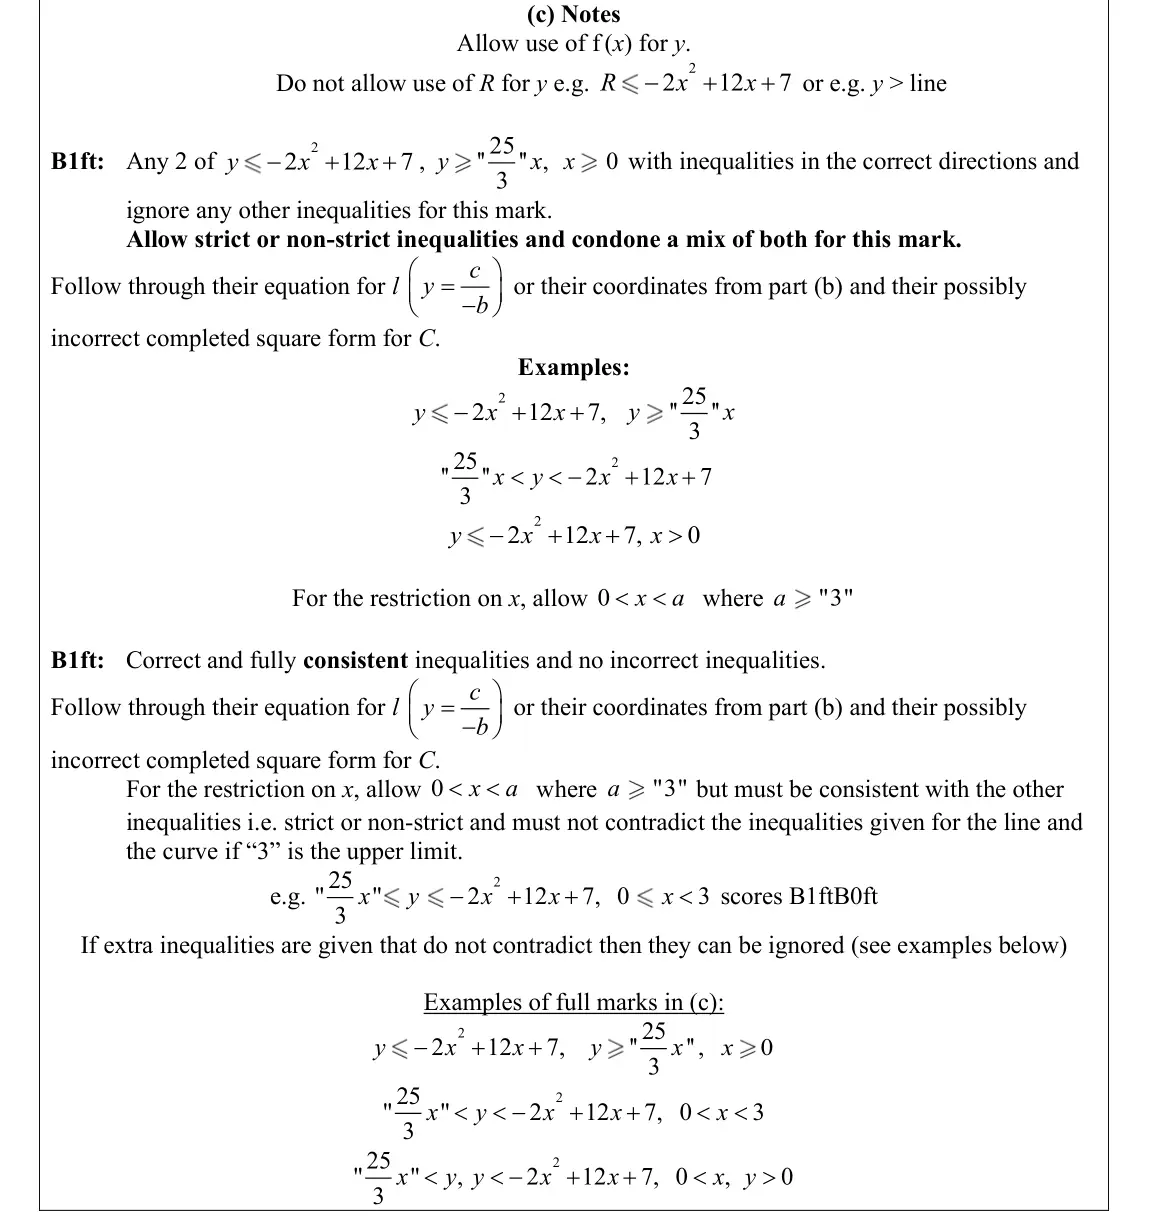 (c) Notes
Allow use of f(x) for y.
Do not allow use of R for y e.g. R ⩽ −2x² +12x+7 or e.g. y > line
B1ft: Any 2 of y ⩽ −2x² +12x+7, y ⩾ "25/3"x, x ⩾ 0 with inequalities in the correct directions and
ignore any other inequalities for this mark.
Allow strict or non-strict inequalities and condone a mix of both for this mark.
Follow through their equation for l (y = c/−b) or their coordinates from part (b) and their possibly
incorrect completed square form for C.
Examples:
y ⩽ −2x² +12x+7, y ⩾ "25/3"x
"25/3"x < y < −2x² +12x+7
y ⩽ −2x² +12x+7, x > 0
For the restriction on x, allow 0 < x < a where a ⩾ "3"
B1ft: Correct and fully consistent inequalities and no incorrect inequalities.
Follow through their equation for l (y = c/−b) or their coordinates from part (b) and their possibly
incorrect completed square form for C.
For the restriction on x, allow 0 < x < a where a ⩾ "3" but must be consistent with the other
inequalities i.e. strict or non-strict and must not contradict the inequalities given for the line and
the curve if “3” is the upper limit.
e.g. "25/3 x" ⩽ y ⩽ −2x² +12x+7, 0 ⩽ x < 3 scores B1ftB0ft
If extra inequalities are given that do not contradict then they can be ignored (see examples below)
Examples of full marks in (c):
y ⩽ −2x² +12x+7, y ⩾ "25/3 x", x ⩾ 0
"25/3 x" < y < −2x² +12x+7, 0 < x < 3
"25/3 x" < y, y < −2x² +12x+7, 0 < x, y > 0